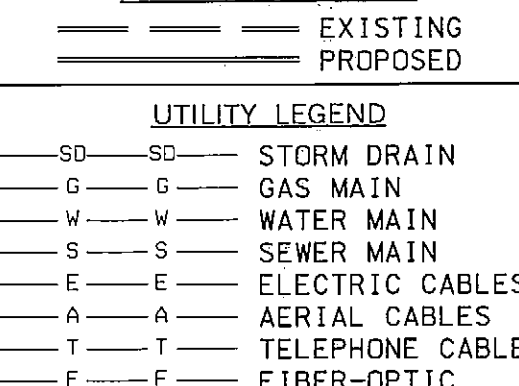 EXISTING
PROPOSED
UTILITY LEGEND
SD SD STORM DRAIN
G G GAS MAIN
W W WATER MAIN
S S SEWER MAIN
E E ELECTRIC CABLES
A A AERIAL CABLES
T T TELEPHONE CABLE
F F FIBER-OPTIC